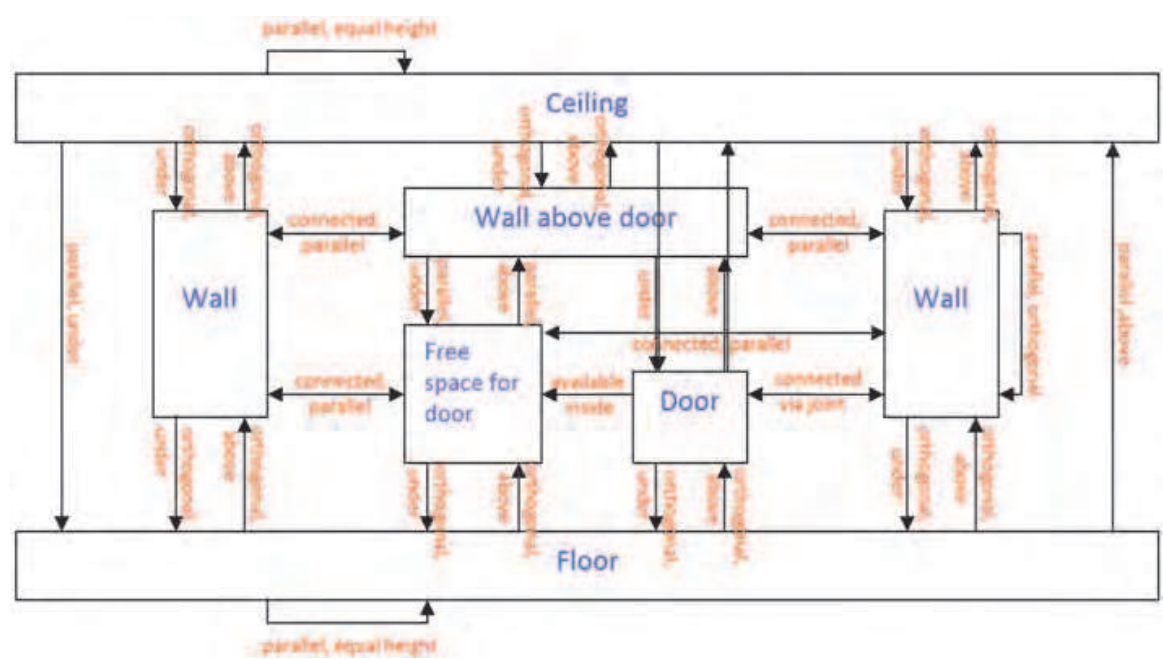 parallel, equal height
Ceiling
orthogonal,
under
orthogonal,
above
orthogonal,
under
orthogonal,
above
orthogonal,
under
orthogonal,
above
Wall above door
connected,
parallel
connected,
parallel
parallel, under
Wall
parallel,
under
parallel,
above
under
above
Wall
parallel, orthogonal
parallel, above
connected, parallel
Free
space for
door
connected,
parallel
available
inside
Door
connected
via joint
orthogonal,
under
orthogonal,
above
orthogonal,
under
orthogonal,
above
orthogonal,
under
orthogonal,
above
orthogonal,
under
orthogonal,
above
Floor
parallel, equal height